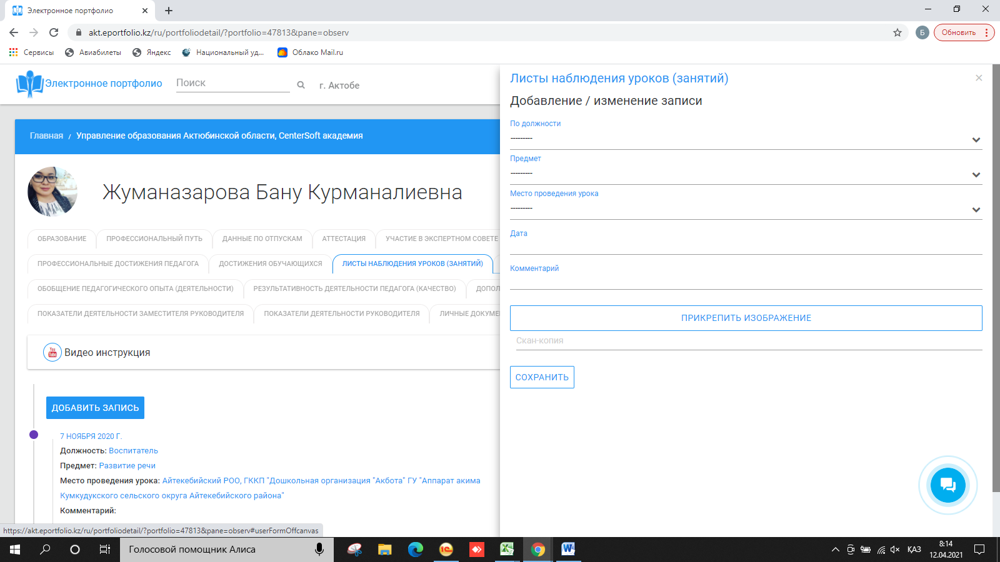 Электронное портфолио
akt.eportfolio.kz/ru/portfoliodetail/?portfolio=47813&pane=observ
Б
Обновить
Сервисы
Авиабилеты
Яндекс
Национальный уд...
Облако Mail.ru
Электронное портфолио
Поиск
г. Актобе
Главная / Управление образования Актюбинской области, CenterSoft академия
Жуманазарова Бану Курманалиевна
ОБРАЗОВАНИЕ
ПРОФЕССИОНАЛЬНЫЙ ПУТЬ
ДАННЫЕ ПО ОТПУСКАМ
АТТЕСТАЦИЯ
УЧАСТИЕ В ЭКСПЕРТНОМ СОВЕТЕ
ПРОФЕССИОНАЛЬНЫЕ ДОСТИЖЕНИЯ ПЕДАГОГА
ДОСТИЖЕНИЯ ОБУЧАЮЩИХСЯ
ЛИСТЫ НАБЛЮДЕНИЯ УРОКОВ (ЗАНЯТИЙ)
ОБОБЩЕНИЕ ПЕДАГОГИЧЕСКОГО ОПЫТА (ДЕЯТЕЛЬНОСТИ)
РЕЗУЛЬТАТИВНОСТЬ ДЕЯТЕЛЬНОСТИ ПЕДАГОГА (КАЧЕСТВО)
ДОПОЛ
ПОКАЗАТЕЛИ ДЕЯТЕЛЬНОСТИ ЗАМЕСТИТЕЛЯ РУКОВОДИТЕЛЯ
ПОКАЗАТЕЛИ ДЕЯТЕЛЬНОСТИ РУКОВОДИТЕЛЯ
ЛИЧНЫЕ ДОКУМЕ
You Tube
Видео инструкция
ДОБАВИТЬ ЗАПИСЬ
7 НОЯБРЯ 2020 Г.
Должность: Воспитатель
Предмет: Развитие речи
Место проведения урока: Айтекебийский РОО, ГККП "Дошкольная организация "Акбота" ГУ "Аппарат акима
Кумкудукского сельского округа Айтекебийского района"
Комментарий:
https://akt.eportfolio.kz/ru/portfoliodetail/?portfolio=47813&pane=observ#userFormOffcanvas
Листы наблюдения уроков (занятий)
Добавление / изменение записи
По должности
---------
Предмет
---------
Место проведения урока
---------
Дата
Комментарий
ПРИКРЕПИТЬ ИЗОБРАЖЕНИЕ
Скан-копия
СОХРАНИТЬ
Голосовой помощник Алиса
ҚАЗ
8:14
12.04.2021